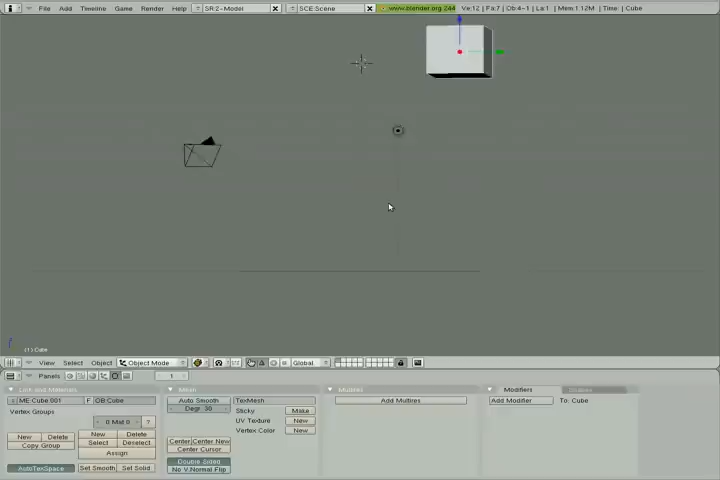 File Add Timeline Game Render Help SR:2-Model SCE:Scene www.blender.org 244 Ve:12 | Fa:7 | Ob:4-1 | La:1 | Mem:1.12M | Time: | Cube
(1) Cube
View Select Object Object Mode Global
Panels 1
Link and Materials Mesh Multires Modifiers Shapes
ME:Cube.001 F OB:Cube Auto Smooth TexMesh Add Multires Add Modifier To: Cube
Degr: 30
Vertex Groups Sticky Make
0 Mat 0 ? UV Texture New
New Delete New Delete Vertex Color New
Copy Group Select Deselect Center Center New
Assign Center Cursor
Double Sided
AutoTexSpace Set Smooth Set Solid No V.Normal Flip